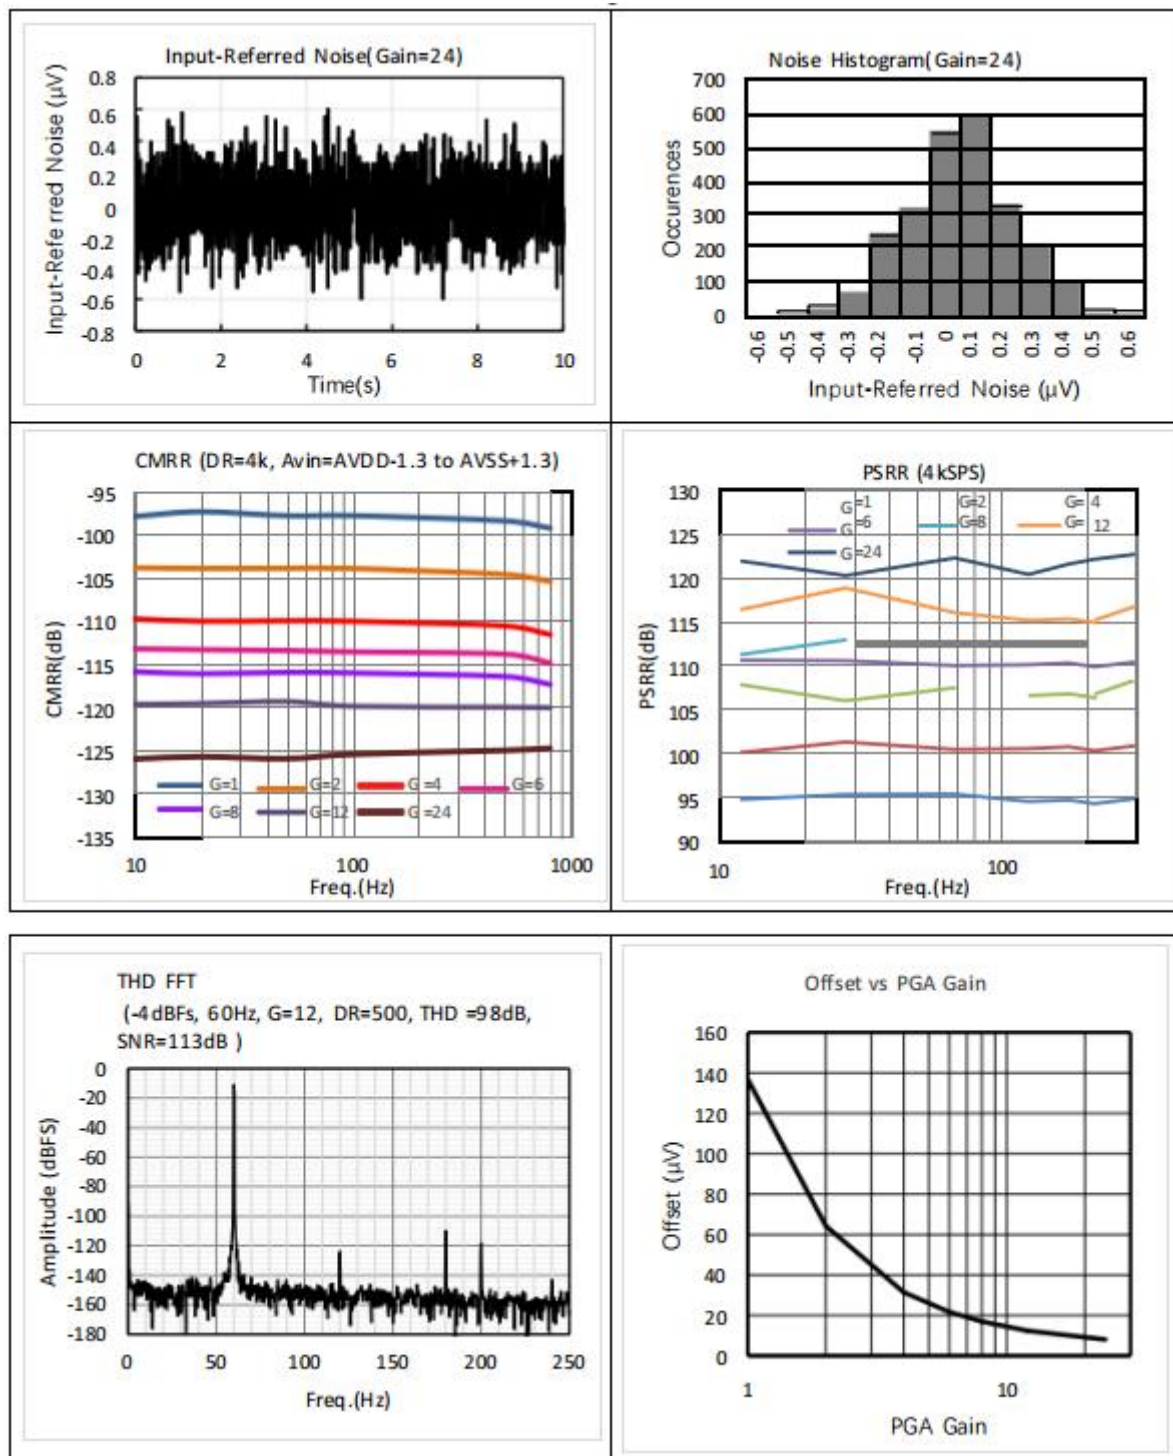 Input-Referred Noise(Gain=24)
Input-Referred Noise (µV)
0.8
0.6
0.4
0.2
0
-0.2
-0.4
-0.6
-0.8
0 2 4 6 8 10
Time(s)
Noise Histogram(Gain=24)
Occurences
700
600
500
400
300
200
100
0
-0.6 -0.5 -0.4 -0.3 -0.2 -0.1 0 0.1 0.2 0.3 0.4 0.5 0.6
Input-Referred Noise (µV)
CMRR (DR=4k, Avin=AVDD-1.3 to AVSS+1.3)
CMRR(dB)
-95
-100
-105
-110
-115
-120
-125
-130
-135
G=1 G=2 G=4 G=6
G=8 G=12 G=24
10 100 1000
Freq.(Hz)
PSRR (4kSPS)
PSRR(dB)
130
125
120
115
110
105
100
95
90
G=1 G=2 G= 4
G=6 G=8 G= 12
G=24
10 100
Freq.(Hz)
THD FFT
(-4dBFs, 60Hz, G=12, DR=500, THD =98dB,
SNR=113dB )
Amplitude (dBFS)
0
-20
-40
-60
-80
-100
-120
-140
-160
-180
0 50 100 150 200 250
Freq.(Hz)
Offset vs PGA Gain
Offset (µV)
160
140
120
100
80
60
40
20
0
1 10
PGA Gain